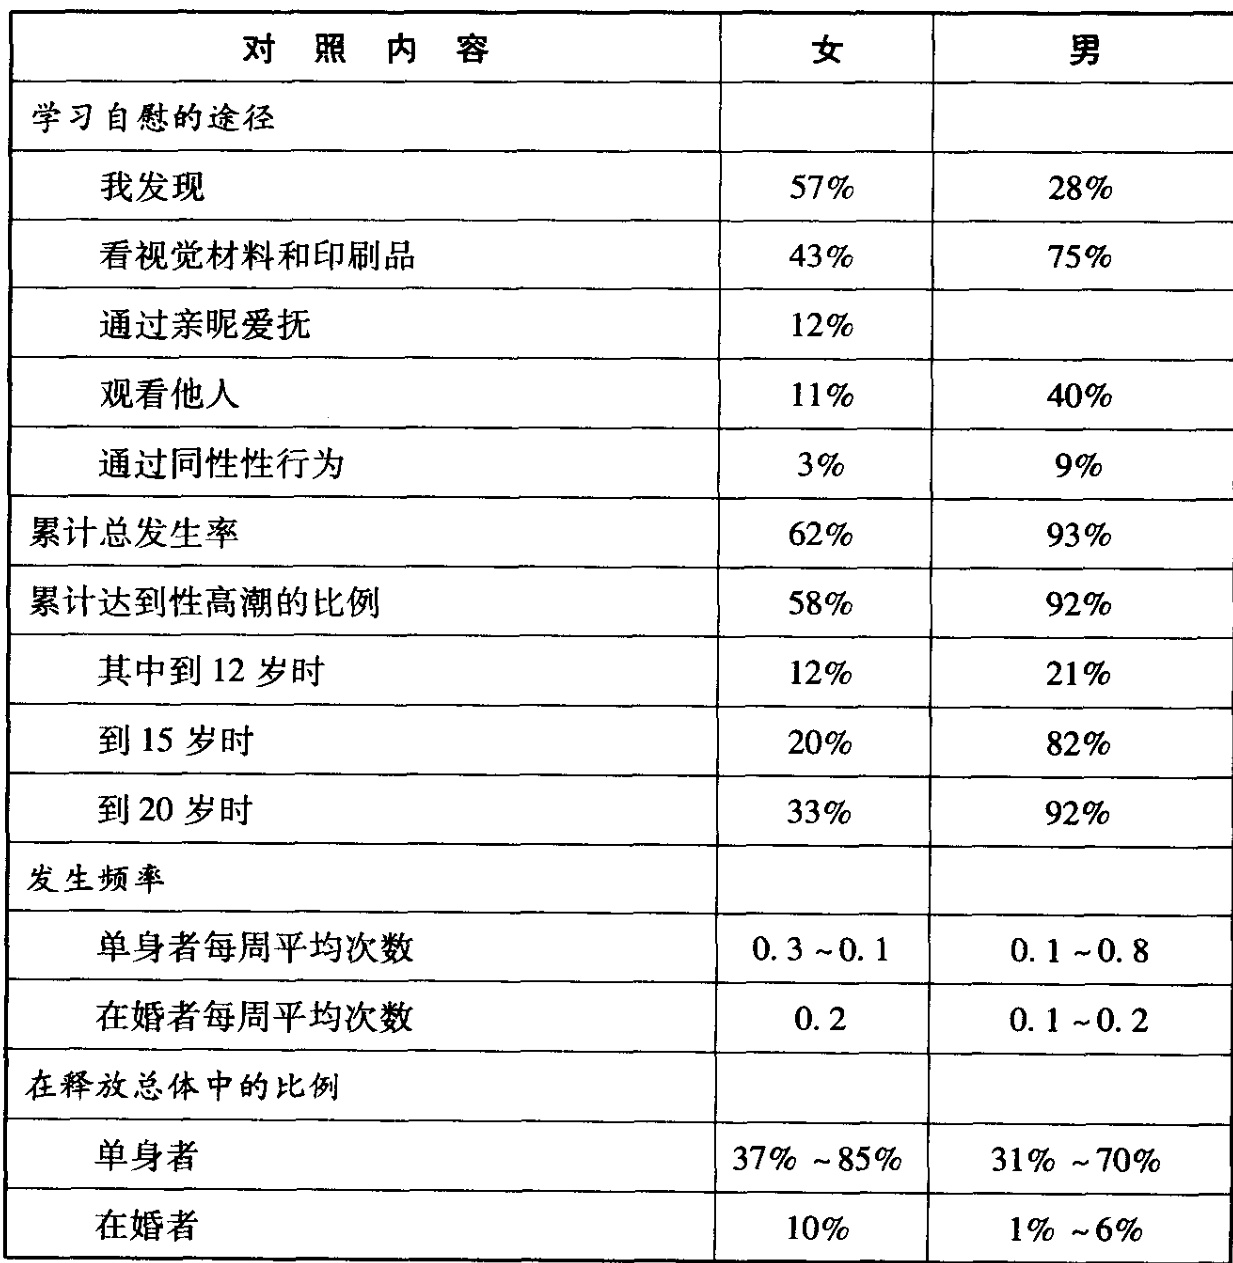 对照内容 女 男
学习自慰的途径
我发现 57% 28%
看视觉材料和印刷品 43% 75%
通过亲昵爱抚 12%
观看他人 11% 40%
通过同性性行为 3% 9%
累计总发生率 62% 93%
累计达到性高潮的比例 58% 92%
其中到12岁时 12% 21%
到15岁时 20% 82%
到20岁时 33% 92%
发生频率
单身者每周平均次数 0.3~0.1 0.1~0.8
在婚者每周平均次数 0.2 0.1~0.2
在释放总体中的比例
单身者 37%~85% 31%~70%
在婚者 10% 1%~6%